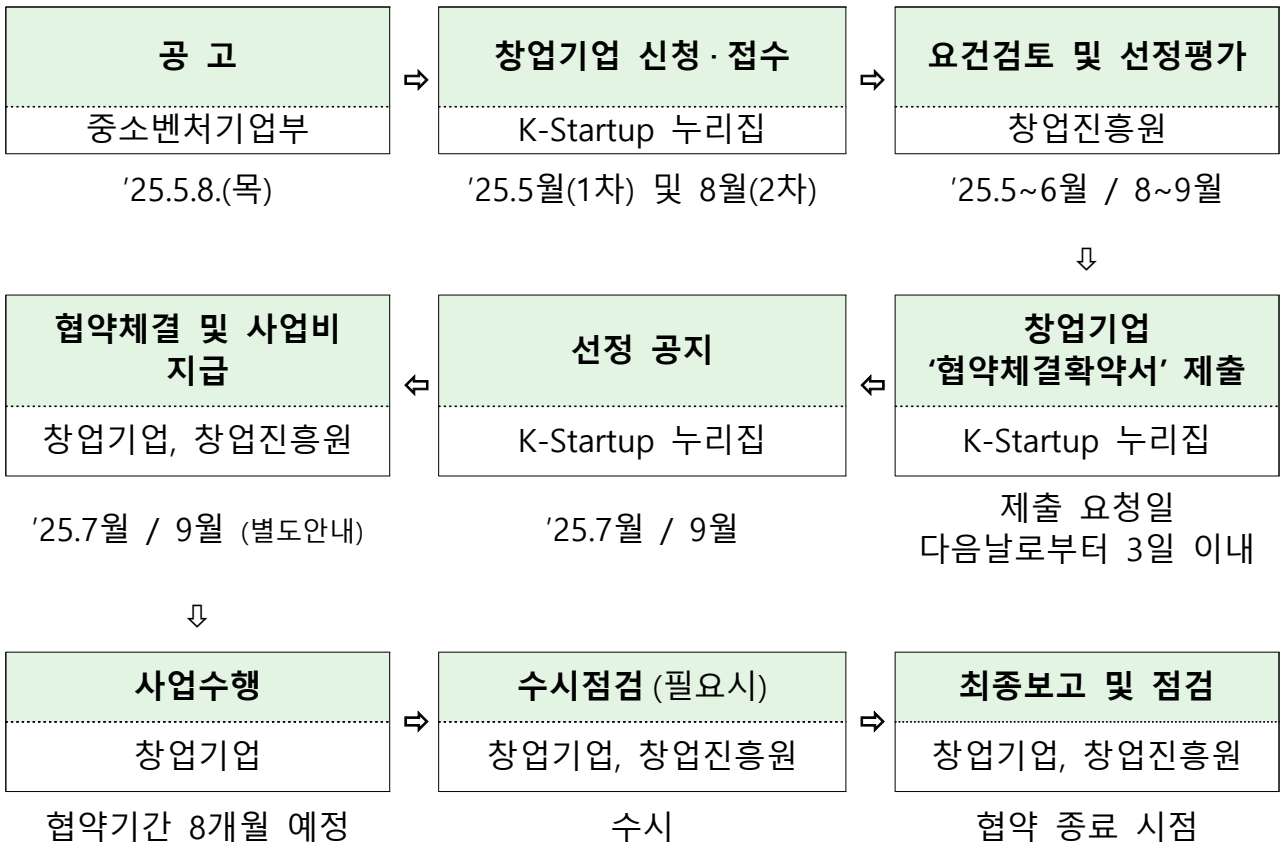 공 고
중소벤처기업부
'25.5.8.(목)
⇨
창업기업 신청·접수
K-Startup 누리집
'25.5월(1차) 및 8월(2차)
⇨
요건검토 및 선정평가
창업진흥원
'25.5~6월 / 8~9월
⇩
창업기업
‘협약체결확약서’ 제출
K-Startup 누리집
제출 요청일
다음날로부터 3일 이내
⇦
선정 공지
K-Startup 누리집
'25.7월 / 9월
⇦
협약체결 및 사업비
지급
창업기업, 창업진흥원
'25.7월 / 9월 (별도안내)
⇩
사업수행
창업기업
협약기간 8개월 예정
⇨
수시점검 (필요시)
창업기업, 창업진흥원
수시
⇨
최종보고 및 점검
창업기업, 창업진흥원
협약 종료 시점